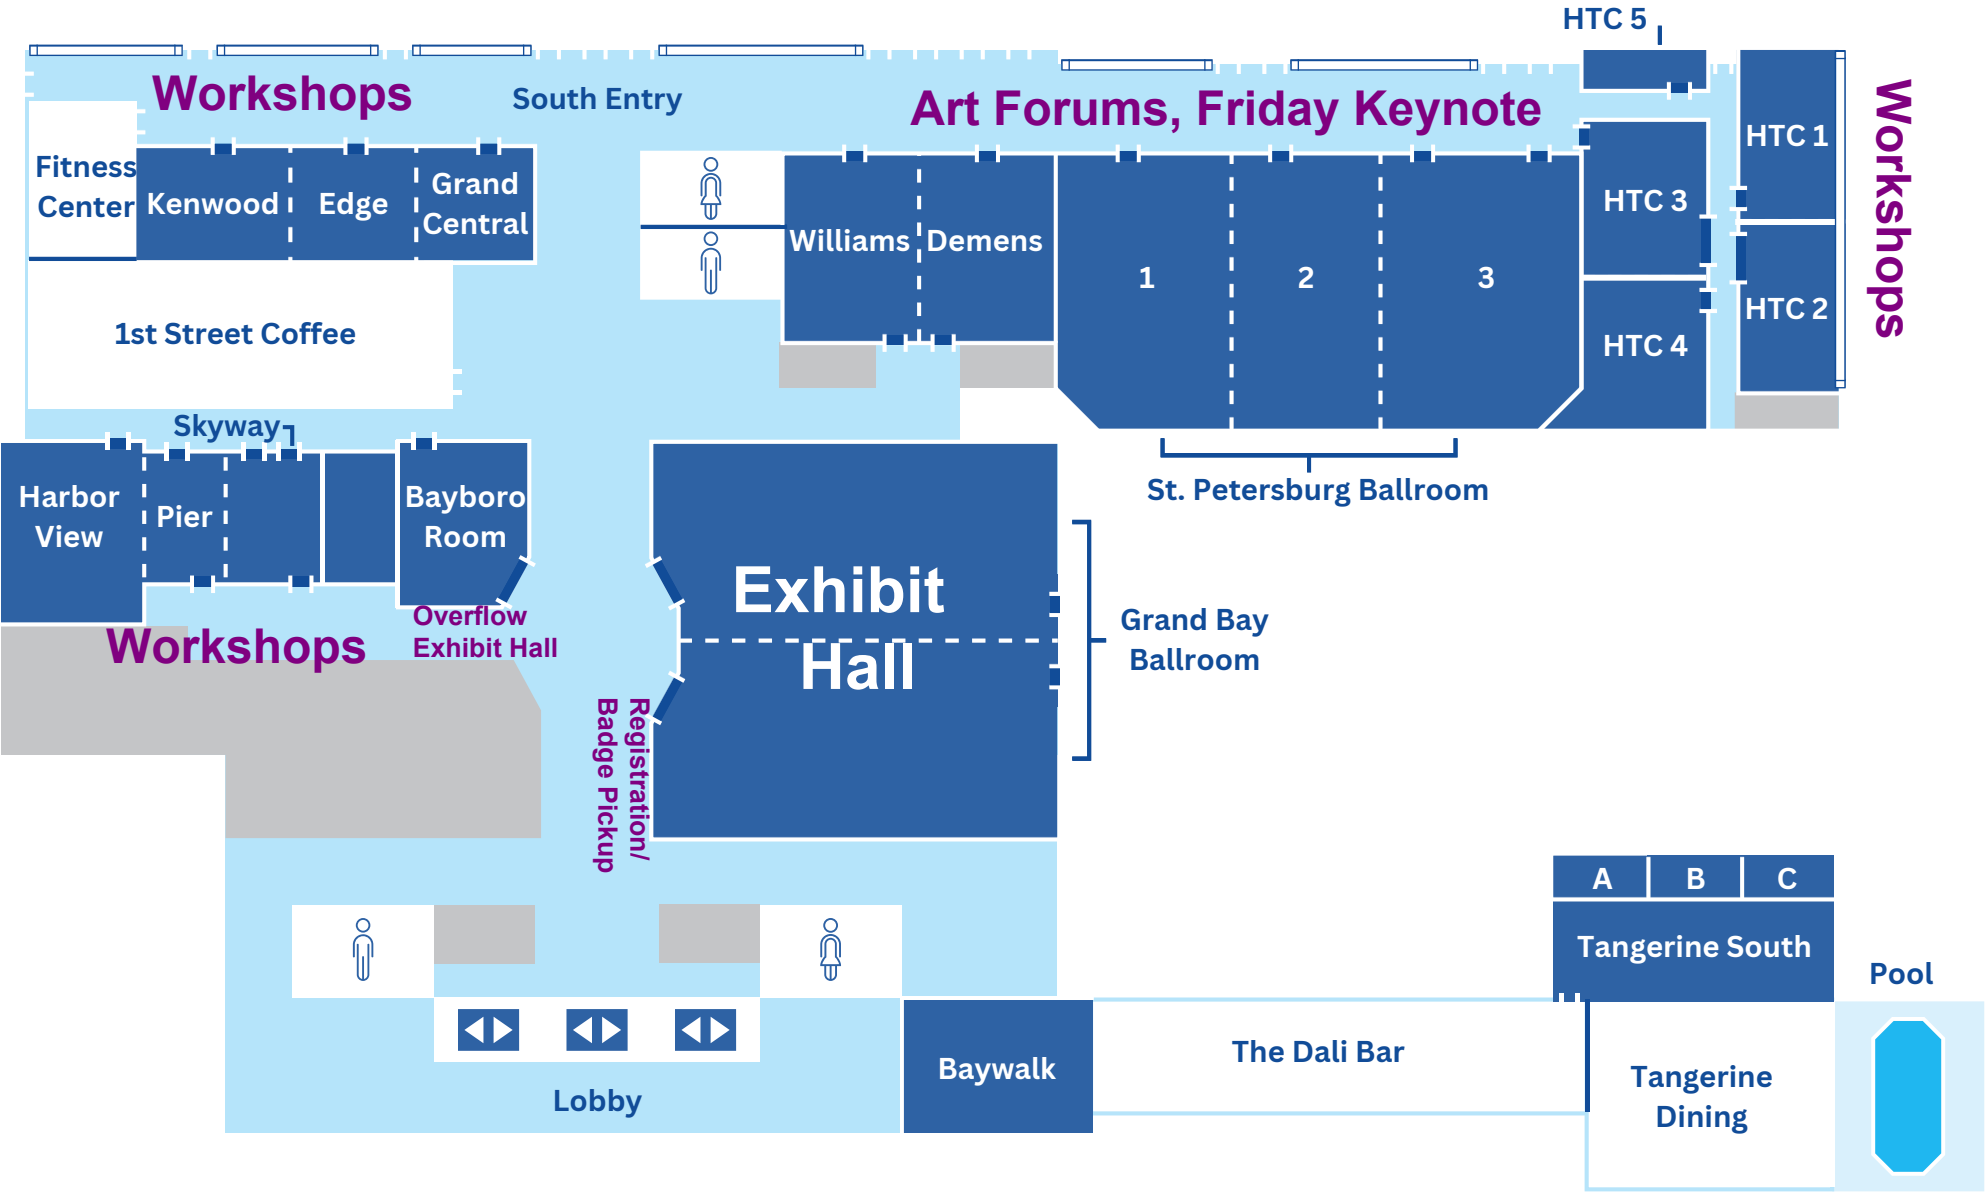 HTC 5
Workshops
South Entry
Art Forums, Friday Keynote
Workshops
Fitness
Center
Kenwood
Edge
Grand
Central
Williams
Demens
1
2
3
HTC 3
HTC 1
HTC 4
HTC 2
1st Street Coffee
Skyway
Harbor
View
Pier
Bayboro
Room
St. Petersburg Ballroom
Exhibit
Hall
Grand Bay
Ballroom
Workshops
Overflow
Exhibit Hall
Registration/
Badge Pickup
A
B
C
Tangerine South
Pool
Baywalk
The Dali Bar
Tangerine
Dining
Lobby